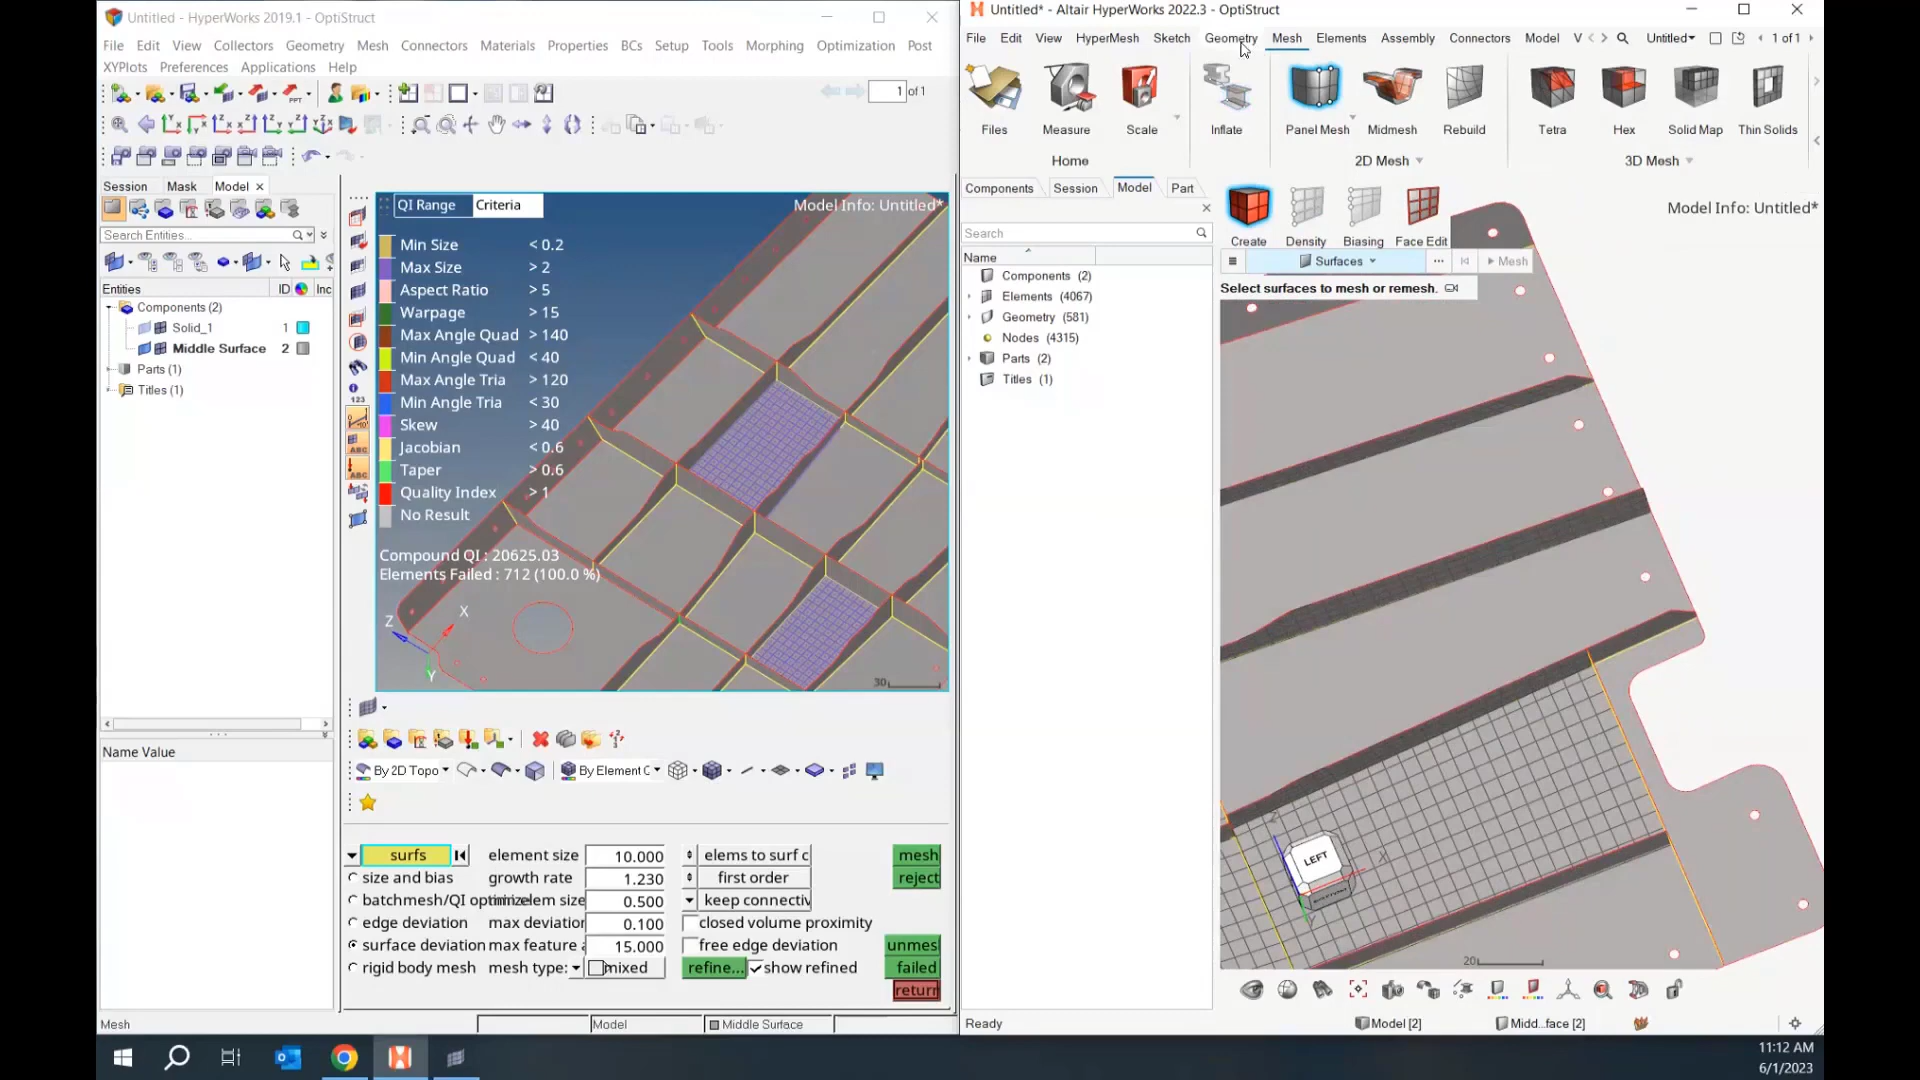 Untitled - HyperWorks 2019.1 - OptiStruct
File Edit View Collectors Geometry Mesh Connectors Materials Properties BCs Setup Tools Morphing Optimization Post
XYPlots Preferences Applications Help
1 of 1
Session Mask Model
Search Entities...
Entities ID Inc
Components (2)
Solid_1 1
Middle Surface 2
Parts (1)
Titles (1)
Name Value
QI Range Criteria
Model Info: Untitled*
Min Size < 0.2
Max Size > 2
Aspect Ratio > 5
Warpage > 15
Max Angle Quad > 140
Min Angle Quad < 40
Max Angle Tria > 120
Min Angle Tria < 30
Skew > 40
Jacobian < 0.6
Taper > 0.6
Quality Index > 1
No Result
Compound QI : 20625.03
Elements Failed : 712 (100.0 %)
X
Z
Y
30
123
ABC
ABC
By 2D Topo By Element C
surfs element size 10.000 elems to surf c mesh
size and bias growth rate 1.230 first order reject
batchmesh/QI optimize elem size 0.500 keep connectiv
edge deviation max deviation 0.100 closed volume proximity
surface deviation max feature a 15.000 free edge deviation unmes
rigid body mesh mesh type: mixed refine... show refined failed
return
Mesh Model Middle Surface
Untitled* - Altair HyperWorks 2022.3 - OptiStruct
File Edit View HyperMesh Sketch Geometry Mesh Elements Assembly Connectors Model V Untitled 1 of 1
Files Measure Scale Inflate Panel Mesh Midmesh Rebuild Tetra Hex Solid Map Thin Solids
Home 2D Mesh 3D Mesh
Components Session Model Part
Search
Name
Components (2)
Elements (4067)
Geometry (581)
Nodes (4315)
Parts (2)
Titles (1)
Create Density Biasing Face Edit
Surfaces Mesh
Select surfaces to mesh or remesh.
Model Info: Untitled*
LEFT
X
20
Ready Model [2] Midd...face [2]
11:12 AM
6/1/2023